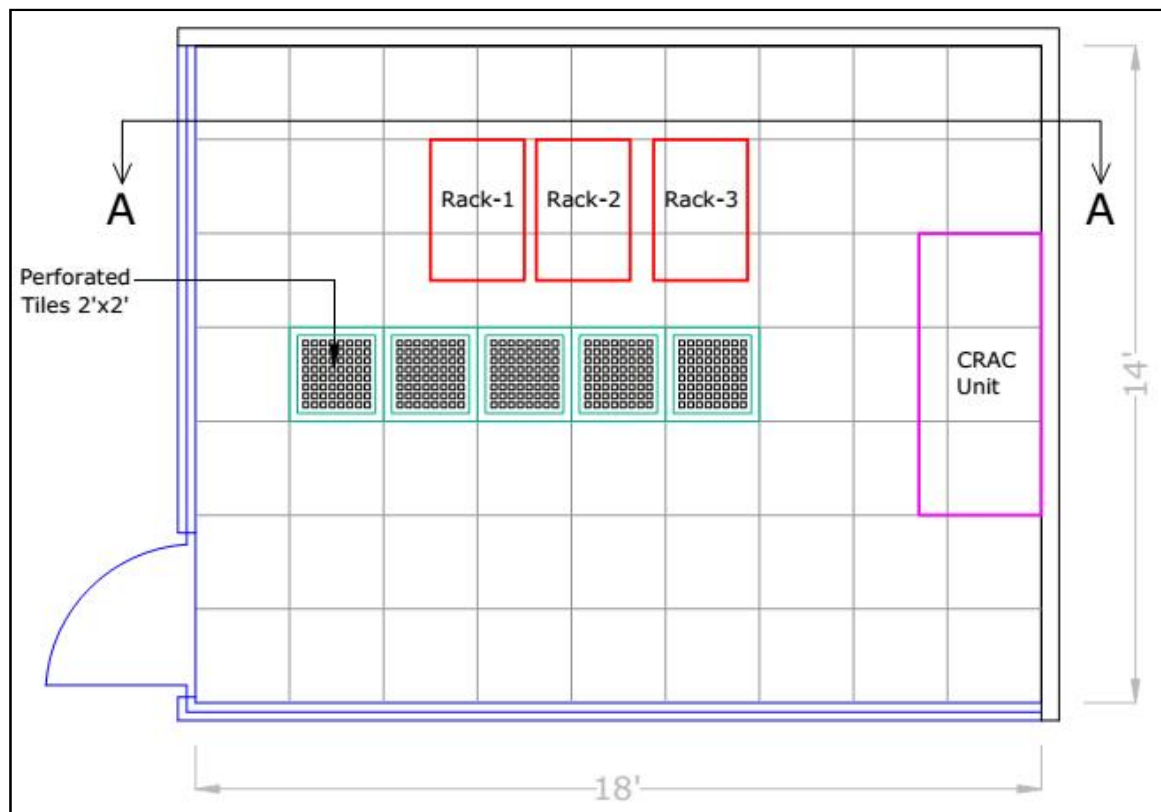 A
Rack-1
Rack-2
Rack-3
A
Perforated
Tiles 2'x2'
CRAC
Unit
14'
18'